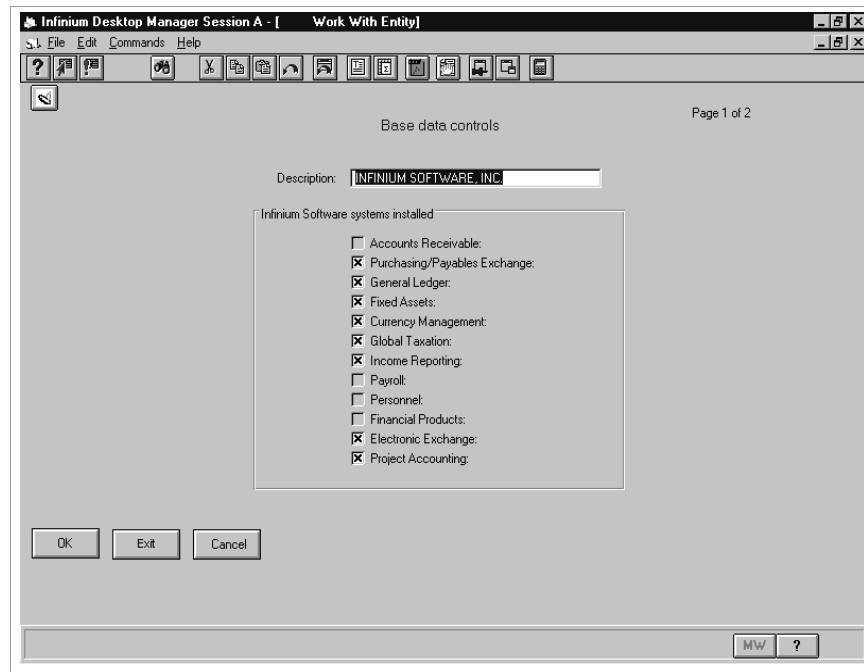 Infinium Desktop Manager Session A - [ Work With Entity]
File Edit Commands Help
Page 1 of 2
Base data controls
Description: INFINIUM SOFTWARE, INC.
Infinium Software systems installed
Accounts Receivable:
Purchasing/Payables Exchange:
General Ledger:
Fixed Assets:
Currency Management:
Global Taxation:
Income Reporting:
Payroll:
Personnel:
Financial Products:
Electronic Exchange:
Project Accounting:
OK Exit Cancel
MW ?